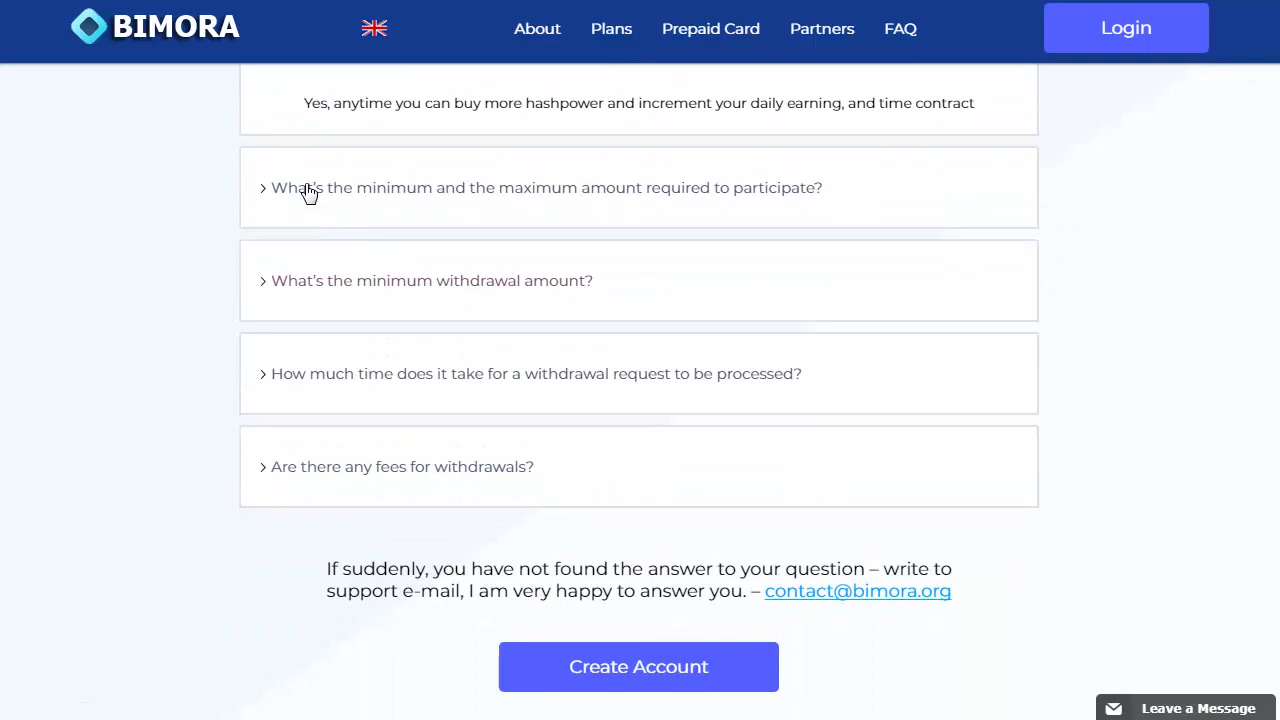 BIMORA
About
Plans
Prepaid Card
Partners
FAQ
Login
Yes, anytime you can buy more hashpower and increment your daily earning, and time contract
What's the minimum and the maximum amount required to participate?
What's the minimum withdrawal amount?
How much time does it take for a withdrawal request to be processed?
Are there any fees for withdrawals?
If suddenly, you have not found the answer to your question – write to
support e-mail, I am very happy to answer you. – contact@bimora.org
Create Account
Leave a Message